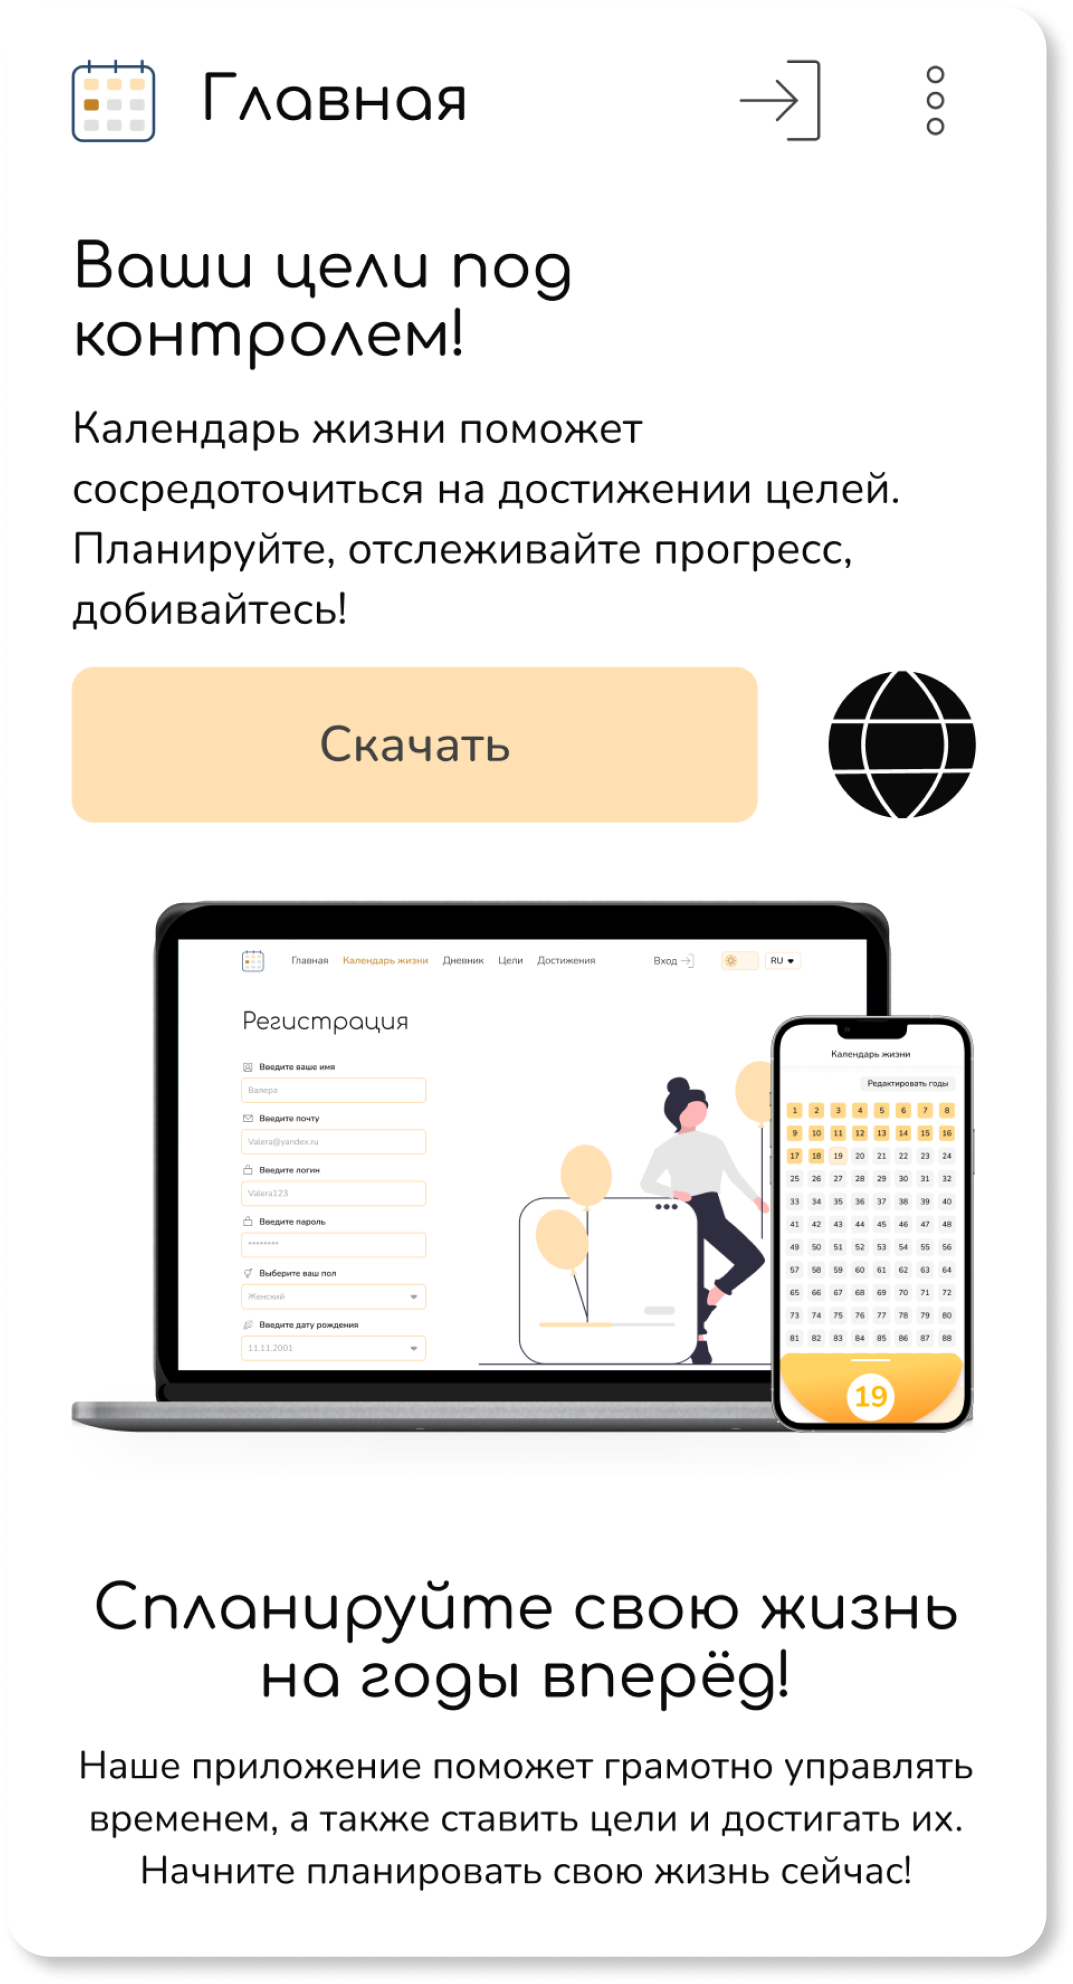 Главная
Ваши цели под
контролем!
Календарь жизни поможет
сосредоточиться на достижении целей.
Планируйте, отслеживайте прогресс,
добивайтесь!
Скачать
Главная Календарь жизни Дневник Цели Достижения Вход RU
Регистрация
Введите ваше имя
Валера
Введите почту
Valera@yandex.ru
Введите логин
Valera123
Введите пароль
********
Выберите ваш пол
Женский
Введите дату рождения
11.11.2001
Календарь жизни
Редактировать годы
1 2 3 4 5 6 7 8
9 10 11 12 13 14 15 16
17 18 19 20 21 22 23 24
25 26 27 28 29 30 31 32
33 34 35 36 37 38 39 40
41 42 43 44 45 46 47 48
49 50 51 52 53 54 55 56
57 58 59 60 61 62 63 64
65 66 67 68 69 70 71 72
73 74 75 76 77 78 79 80
81 82 83 84 85 86 87 88
19
Спланируйте свою жизнь
на годы вперёд!
Наше приложение поможет грамотно управлять
временем, а также ставить цели и достигать их.
Начните планировать свою жизнь сейчас!